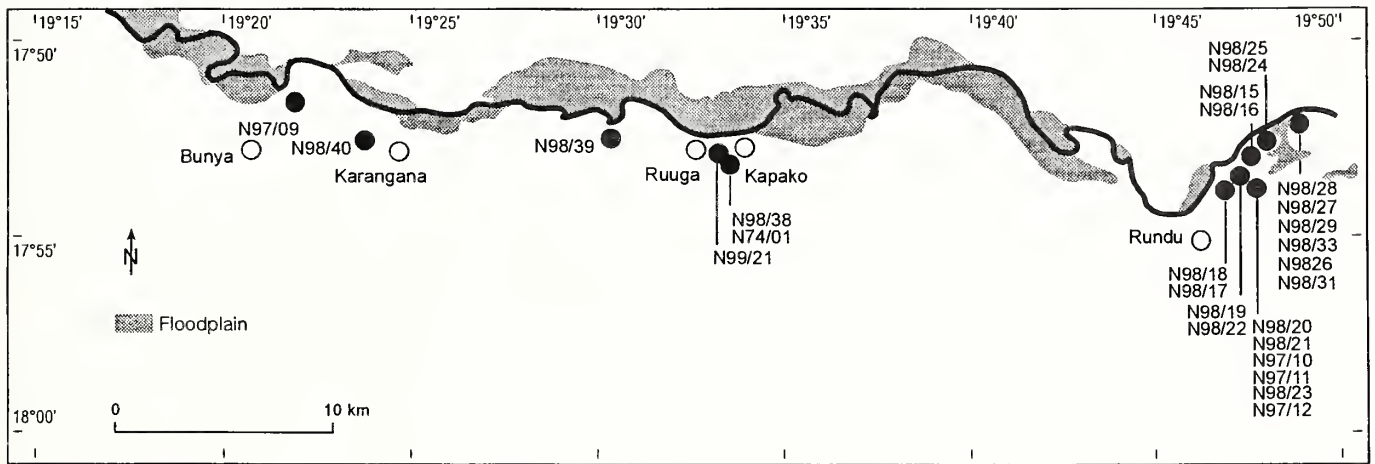 19°15' 19°20' 19°25' 19°30' 19°35' 19°40' 19°45' 19°50'
17°50'
N98/25
N98/24
N98/15
N98/16
N97/09
Bunya
N98/40
Karangana
N98/39
Ruuga
Kapako
N98/38
N74/01
N99/21
17°55'
Rundu
N98/18
N98/17
N98/19
N98/22
N98/28
N98/27
N98/29
N98/33
N9826
N98/31
N98/20
N98/21
N97/10
N97/11
N98/23
N97/12
N
Floodplain
0 10 km
18°00'